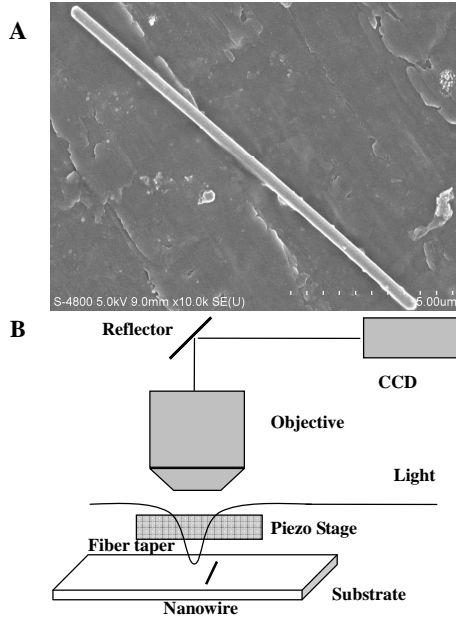 A
S-4800 5.0kV 9.0mm x10.0k SE(U)
5.00um
B
Reflector
CCD
Objective
Light
Piezo Stage
Fiber taper
Substrate
Nanowire